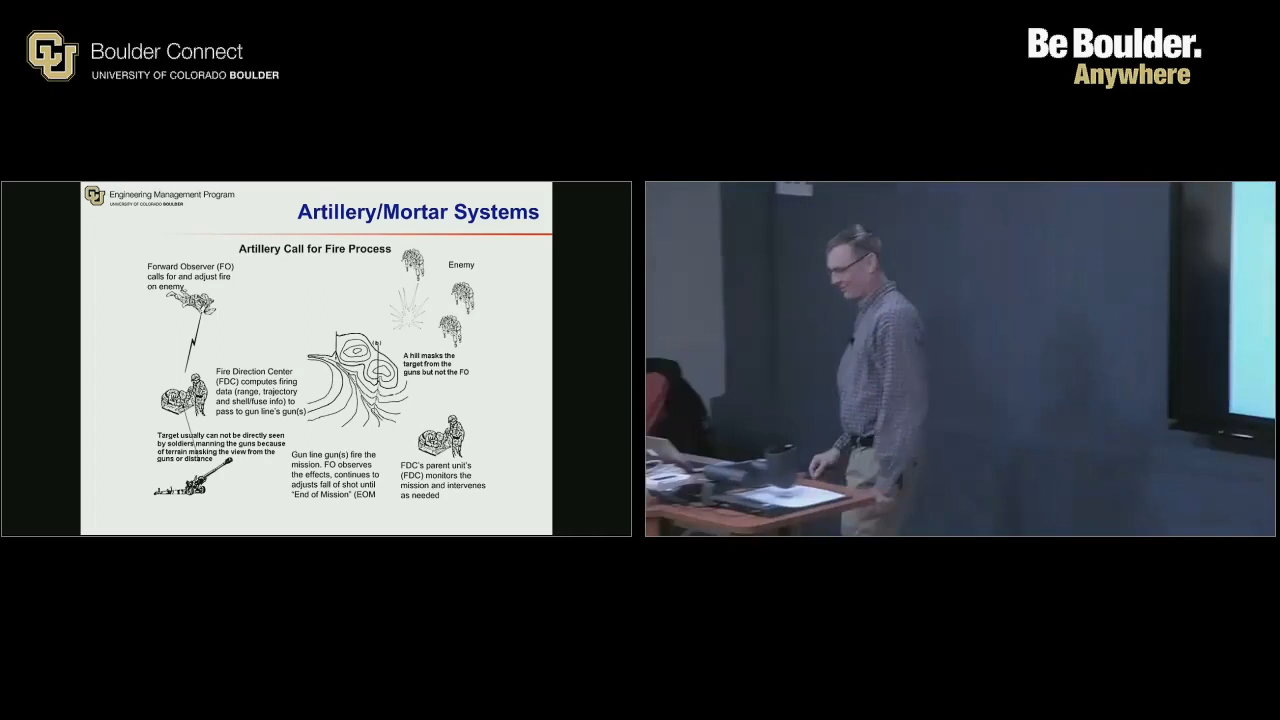 Boulder Connect
UNIVERSITY OF COLORADO BOULDER
Be Boulder.
Anywhere
Engineering Management Program
UNIVERSITY OF COLORADO BOULDER
Artillery/Mortar Systems
Artillery Call for Fire Process
Forward Observer (FO)
calls for and adjust fire
on enemy
Enemy
A hill masks the
target from the
guns but not the FO
Fire Direction Center
(FDC) computes firing
data (range, trajectory
and shell/fuse info) to
pass to gun line's gun(s)
Target usually can not be directly seen
by soldiers manning the guns because
of terrain masking the view from the
guns or distance
Gun line gun(s) fire the
mission. FO observes
the effects, continues to
adjusts fall of shot until
“End of Mission” (EOM
FDC's parent unit's
(FDC) monitors the
mission and intervenes
as needed